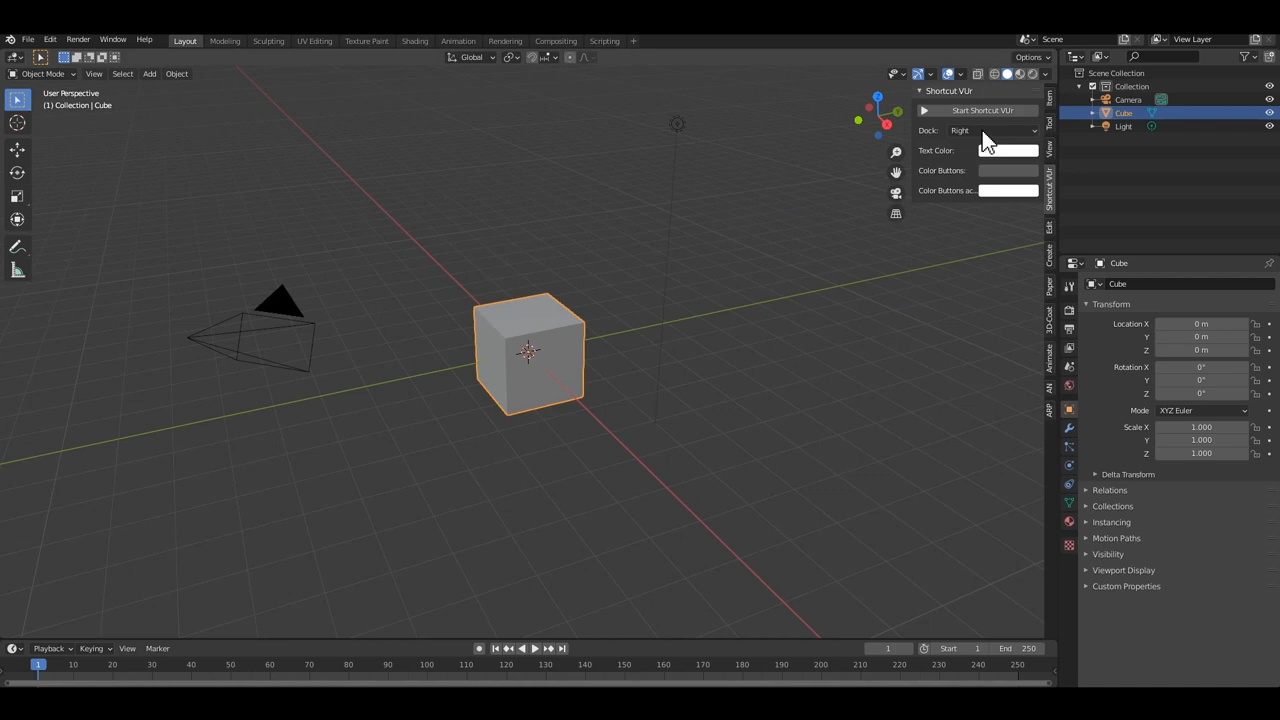 File Edit Render Window Help Layout Modeling Sculpting UV Editing Texture Paint Shading Animation Rendering Compositing Scripting + Scene View Layer
Global Options
Object Mode View Select Add Object
User Perspective
(1) Collection | Cube
Z
Y
X
Shortcut VUr
Start Shortcut VUr
Dock: Right
Text Color:
Color Buttons:
Color Buttons ac..
Item
Tool
View
Shortcut VUr
Edit
Create
Paper
3D-Coat
Animate
AN
ARP
Scene Collection
Collection
Camera
Cube
Light
Cube
Cube
Transform
Location X 0 m
Y 0 m
Z 0 m
Rotation X 0°
Y 0°
Z 0°
Mode XYZ Euler
Scale X 1.000
Y 1.000
Z 1.000
Delta Transform
Relations
Collections
Instancing
Motion Paths
Visibility
Viewport Display
Custom Properties
Playback Keying View Marker 1 Start 1 End 250
1 10 20 30 40 50 60 70 80 90 100 110 120 130 140 150 160 170 180 190 200 210 220 230 240 250